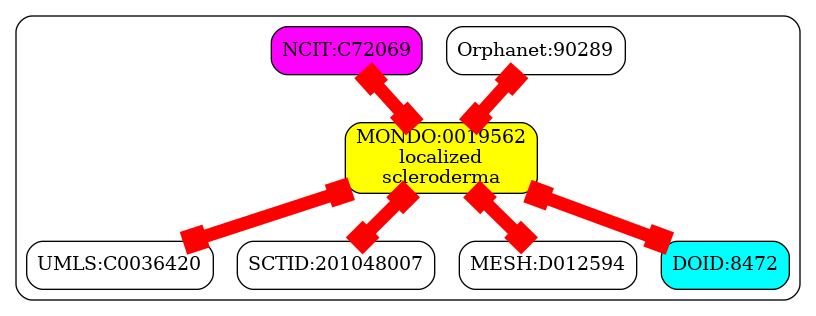 NCIT:C72069
Orphanet:90289
MONDO:0019562
localized
scleroderma
UMLS:C0036420
SCTID:201048007
MESH:D012594
DOID:8472